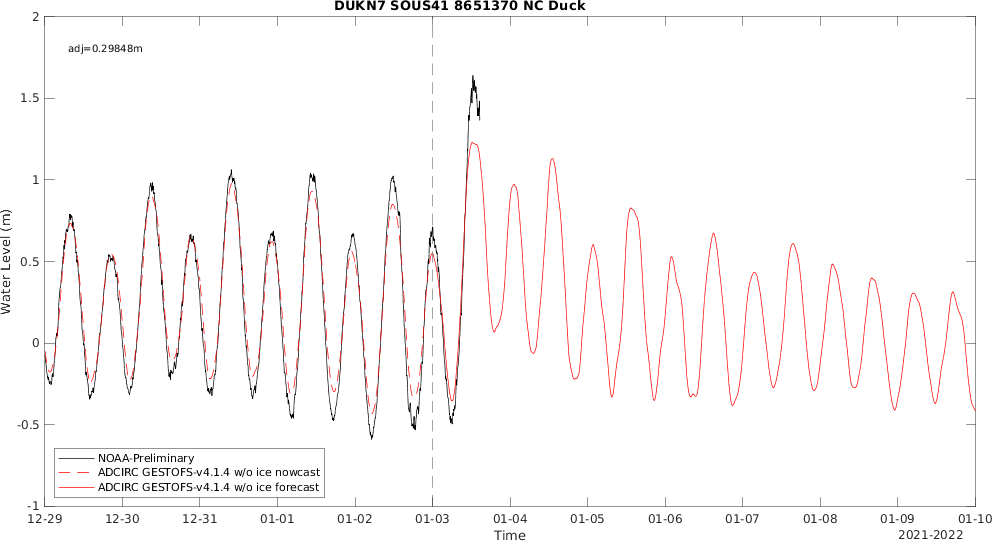 DUKN7 SOUS41 8651370 NC Duck
adj=0.29848m
Water Level (m)
2
1.5
1
0.5
0
-0.5
-1
NOAA-Preliminary
ADCIRC GESTOFS-v4.1.4 w/o ice nowcast
ADCIRC GESTOFS-v4.1.4 w/o ice forecast
12-29 12-30 12-31 01-01 01-02 01-03 01-04 01-05 01-06 01-07 01-08 01-09 01-10
Time
2021-2022